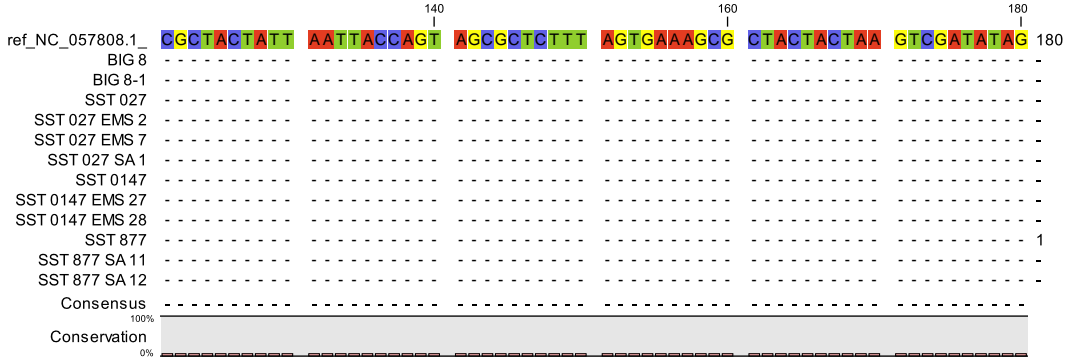 140 160 180
ref_NC_057808.1_ CGCTACTATT AATTACCAGT AGCGCTCTTT AGTGAAAGCG CTACTACTAA GTCGATATAG 180
BIG 8 - - - - - - - - - - - - - - - - - - - - - - - - - - - - - - - - - - - - - - - - - - - - - - - - - - - - - - - - - - - - -
BIG 8-1 - - - - - - - - - - - - - - - - - - - - - - - - - - - - - - - - - - - - - - - - - - - - - - - - - - - - - - - - - - - - -
SST 027 - - - - - - - - - - - - - - - - - - - - - - - - - - - - - - - - - - - - - - - - - - - - - - - - - - - - - - - - - - - - -
SST 027 EMS 2 - - - - - - - - - - - - - - - - - - - - - - - - - - - - - - - - - - - - - - - - - - - - - - - - - - - - - - - - - - - - -
SST 027 EMS 7 - - - - - - - - - - - - - - - - - - - - - - - - - - - - - - - - - - - - - - - - - - - - - - - - - - - - - - - - - - - - -
SST 027 SA 1 - - - - - - - - - - - - - - - - - - - - - - - - - - - - - - - - - - - - - - - - - - - - - - - - - - - - - - - - - - - - -
SST 0147 - - - - - - - - - - - - - - - - - - - - - - - - - - - - - - - - - - - - - - - - - - - - - - - - - - - - - - - - - - - - -
SST 0147 EMS 27 - - - - - - - - - - - - - - - - - - - - - - - - - - - - - - - - - - - - - - - - - - - - - - - - - - - - - - - - - - - - -
SST 0147 EMS 28 - - - - - - - - - - - - - - - - - - - - - - - - - - - - - - - - - - - - - - - - - - - - - - - - - - - - - - - - - - - - -
SST 877 - - - - - - - - - - - - - - - - - - - - - - - - - - - - - - - - - - - - - - - - - - - - - - - - - - - - - - - - - - - - 1
SST 877 SA 11 - - - - - - - - - - - - - - - - - - - - - - - - - - - - - - - - - - - - - - - - - - - - - - - - - - - - - - - - - - - - -
SST 877 SA 12 - - - - - - - - - - - - - - - - - - - - - - - - - - - - - - - - - - - - - - - - - - - - - - - - - - - - - - - - - - - - -
Consensus - - - - - - - - - - - - - - - - - - - - - - - - - - - - - - - - - - - - - - - - - - - - - - - - - - - - - - - - - - - -
100%
Conservation
0%